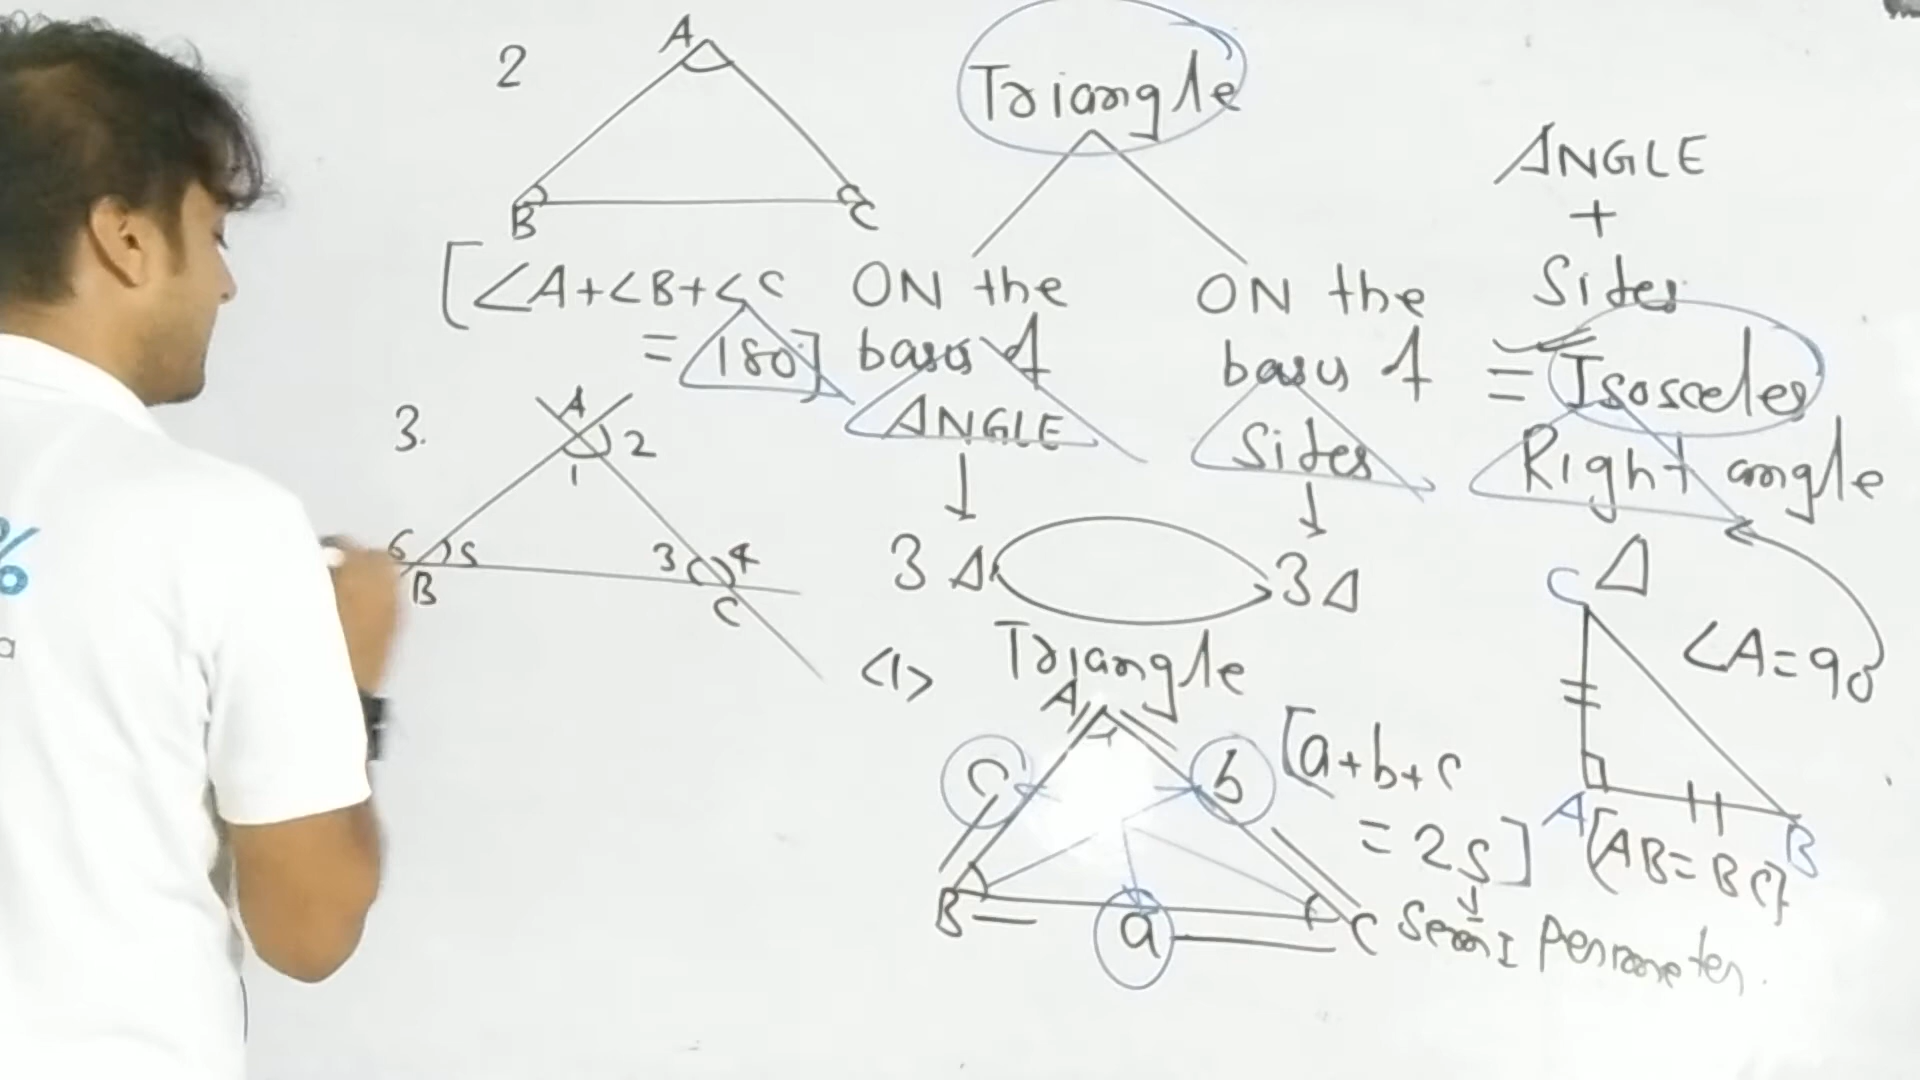 2
A
B
C
[∠A+∠B+∠C
= 180°]
3.
A
1
2
6
5
B
3
4
C
Triangle
ON the
basis of
ANGLE
3 Δ
ON the
basis of
Sides
3 Δ
ANGLE
+
Sides
= Isosceles
Right angle
Δ
C
∠A=90
A
B
[AB=BC]
<1> Triangle
A
c
b
B
a
C
[a+b+c
= 2s]
Semi Perimeter.
%
a